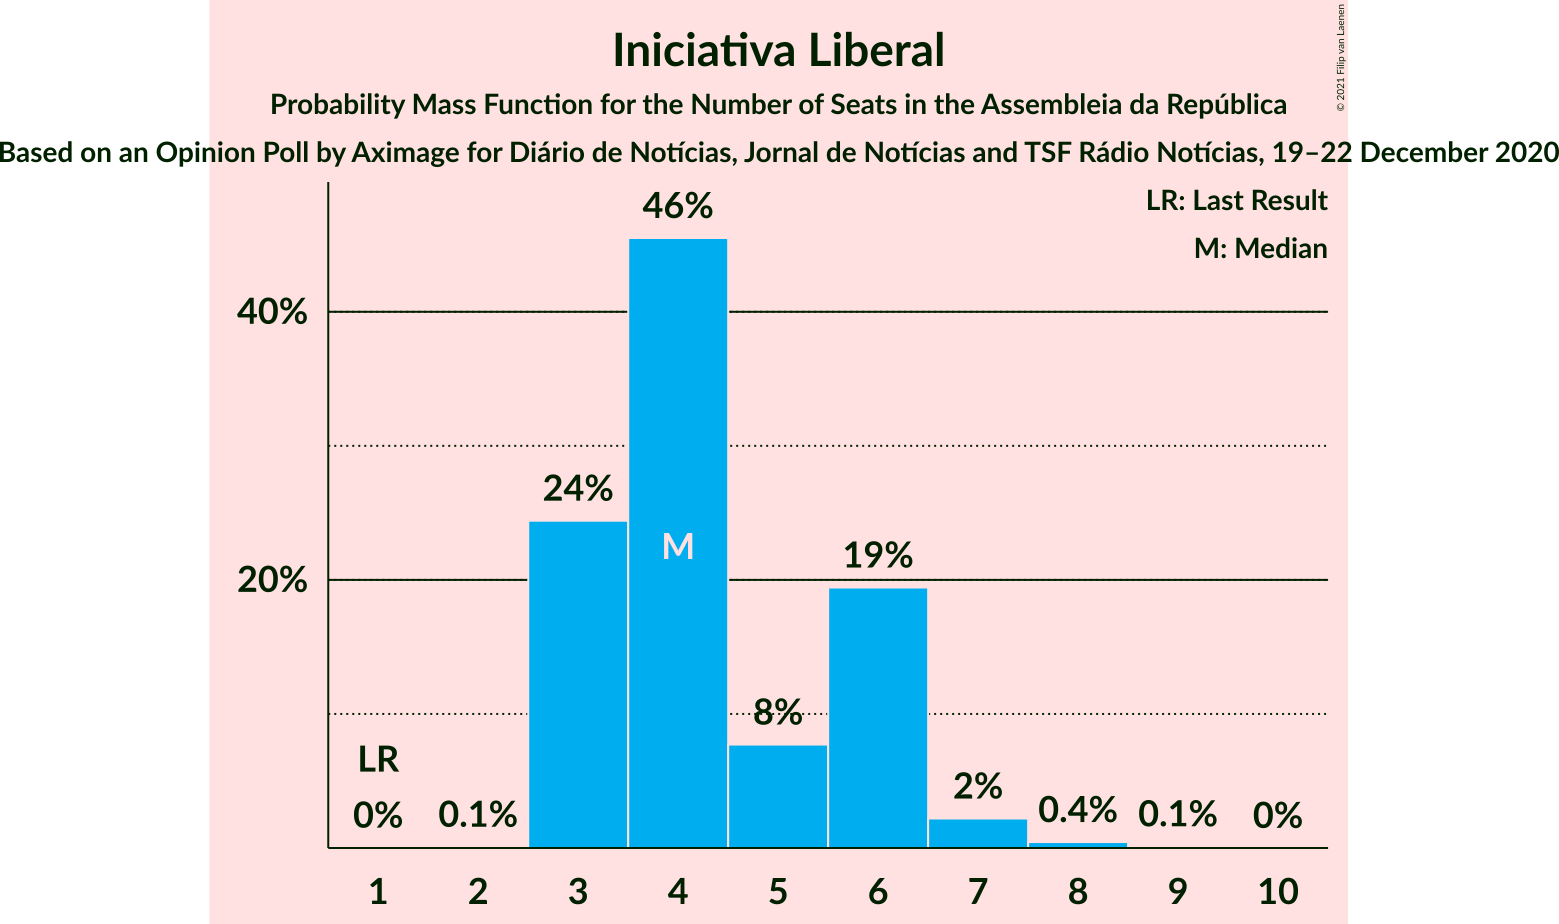 Iniciativa Liberal
Probability Mass Function for the Number of Seats in the Assembleia da República
Based on an Opinion Poll by Aximage for Diário de Notícias, Jornal de Notícias and TSF Rádio Notícias, 19–22 December 2020
© 2021 Filip van Laenen
LR: Last Result
M: Median
46%
40%
24%
M
19%
20%
8%
LR
2%
0%
0.1%
0.4%
0.1%
0%
1 2 3 4 5 6 7 8 9 10